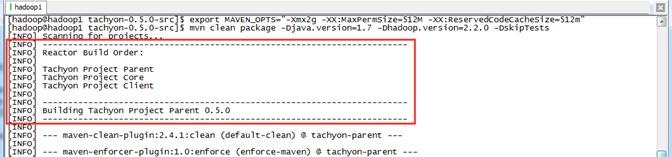 hadoop1
[hadoop@hadoop1 tachyon-0.5.0-src]$ export MAVEN_OPTS="-Xmx2g -XX:MaxPermSize=512M -XX:ReservedCodeCacheSize=512m"
[hadoop@hadoop1 tachyon-0.5.0-src]$ mvn clean package -Djava.version=1.7 -Dhadoop.version=2.2.0 -DskipTests
[INFO] Scanning for projects...
[INFO] ------------------------------------------------------------------------
[INFO] Reactor Build Order:
[INFO]
[INFO] Tachyon Project Parent
[INFO] Tachyon Project Core
[INFO] Tachyon Project Client
[INFO]
[INFO] ------------------------------------------------------------------------
[INFO] Building Tachyon Project Parent 0.5.0
[INFO] ------------------------------------------------------------------------
[INFO]
[INFO] --- maven-clean-plugin:2.4.1:clean (default-clean) @ tachyon-parent ---
[INFO]
[INFO] --- maven-enforcer-plugin:1.0:enforce (enforce-maven) @ tachyon-parent ---